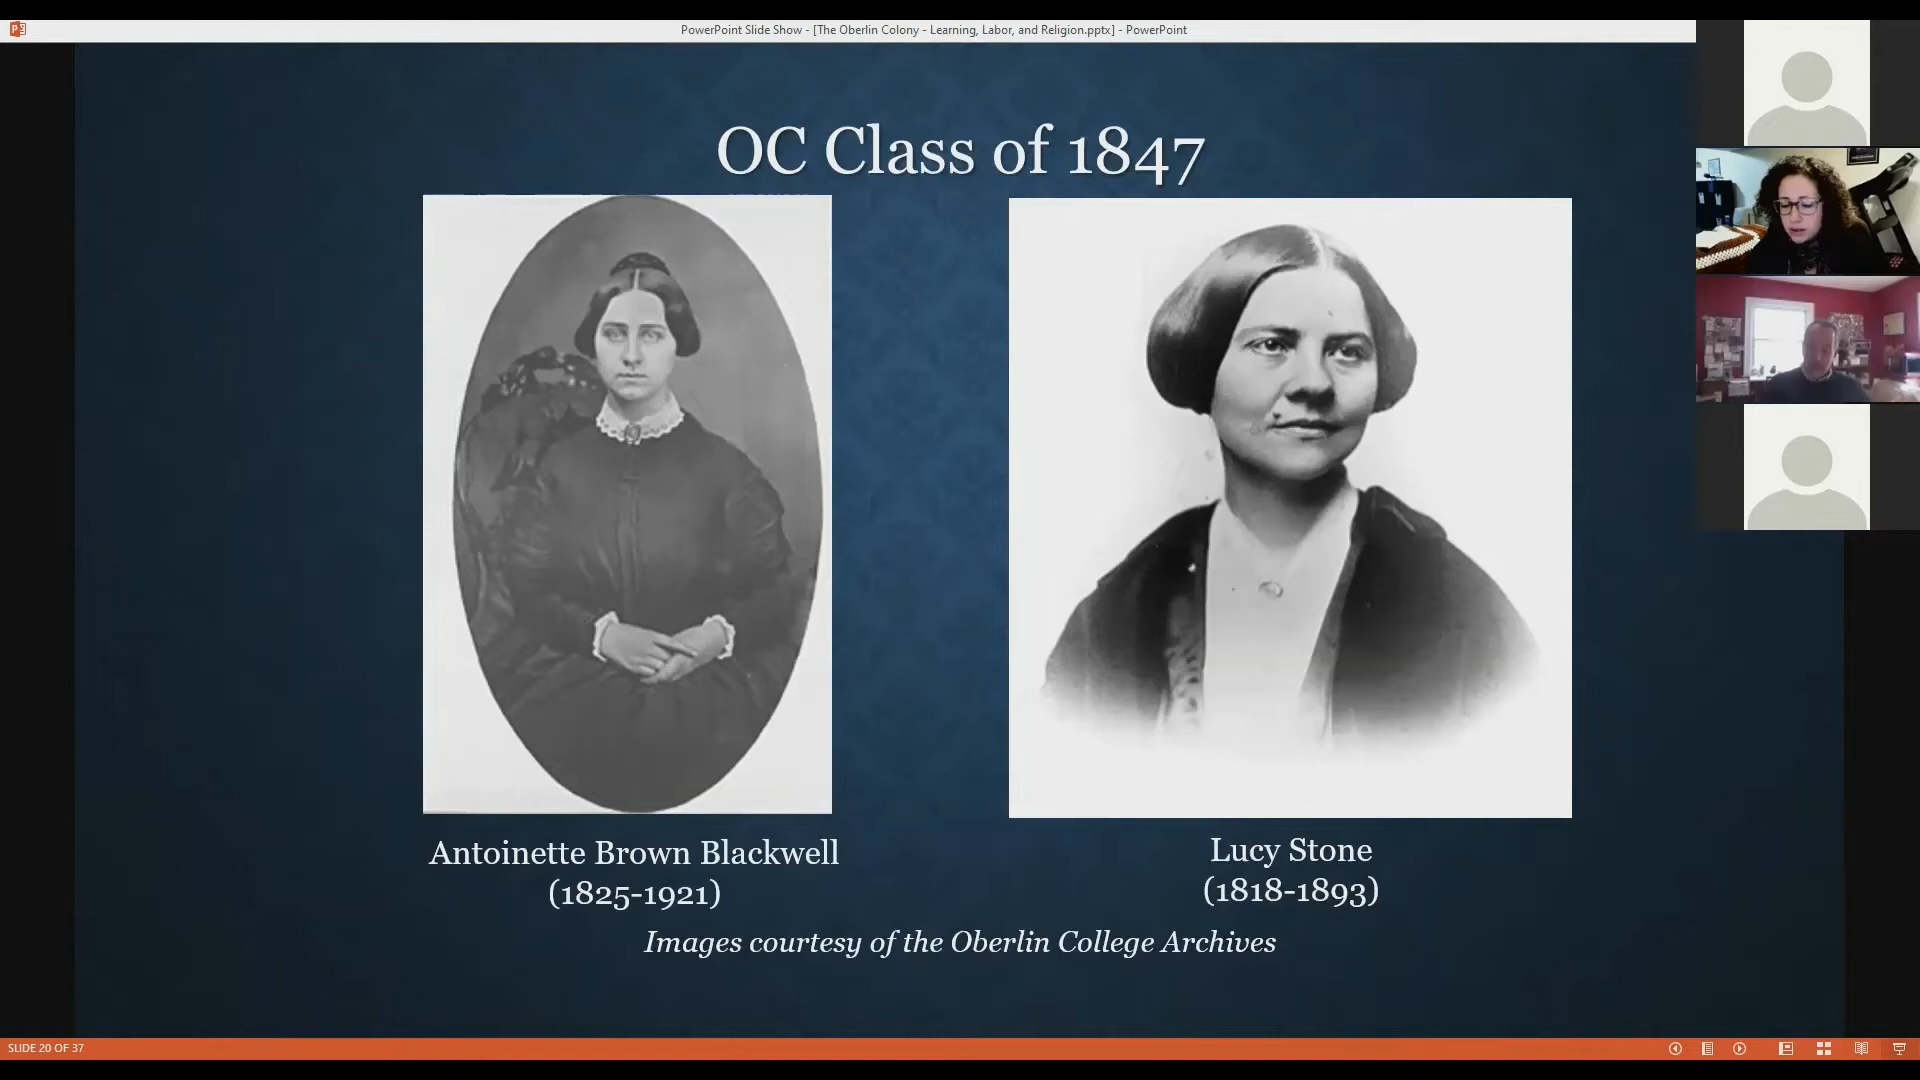 PowerPoint Slide Show - [The Oberlin Colony - Learning, Labor, and Religion.pptx] - PowerPoint
OC Class of 1847
Antoinette Brown Blackwell
(1825-1921)
Lucy Stone
(1818-1893)
Images courtesy of the Oberlin College Archives
SLIDE 20 OF 37